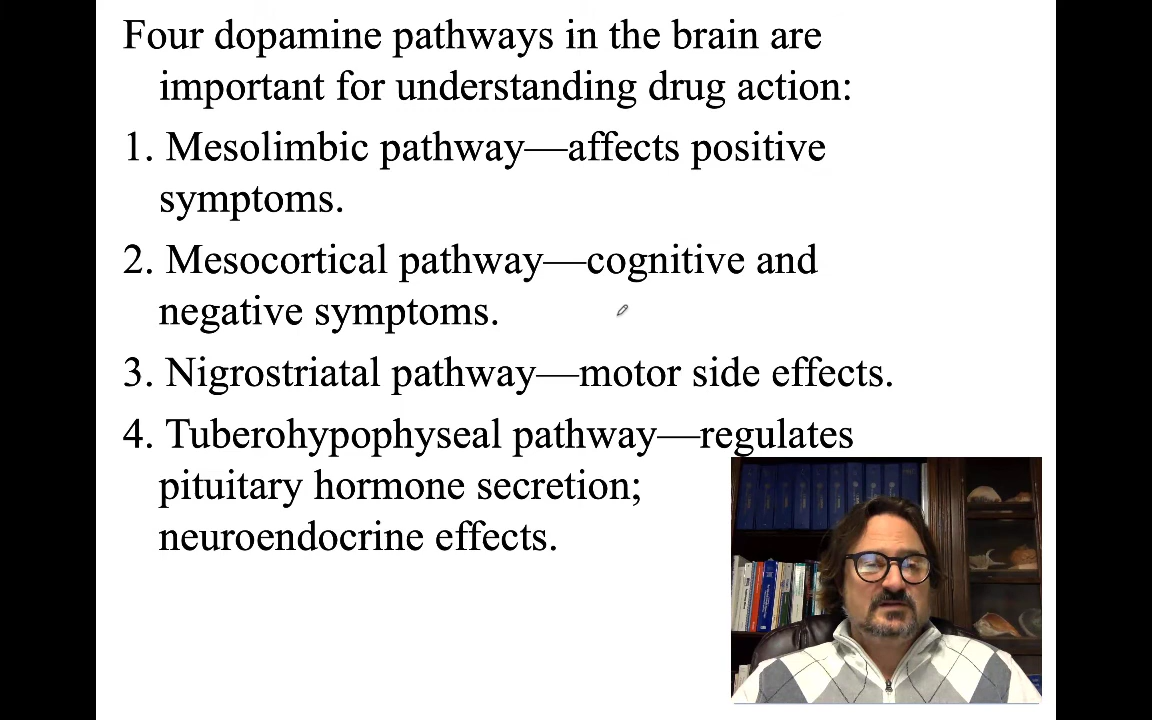 Four dopamine pathways in the brain are
important for understanding drug action:
1. Mesolimbic pathway—affects positive
symptoms.
2. Mesocortical pathway—cognitive and
negative symptoms.
3. Nigrostriatal pathway—motor side effects.
4. Tuberohypophyseal pathway—regulates
pituitary hormone secretion;
neuroendocrine effects.